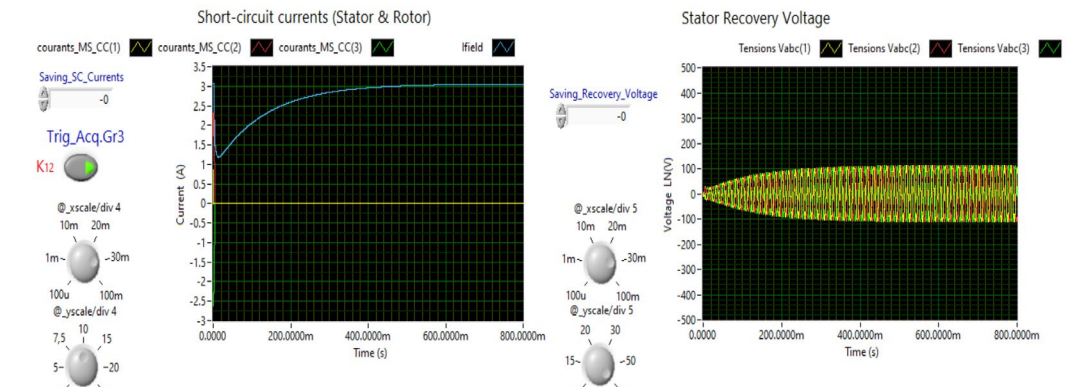 Short-circuit currents (Stator & Rotor)
courants_MS_CC(1) courants_MS_CC(2) courants_MS_CC(3) Ifield
Saving_SC_Currents
-0
Trig_Acq.Gr3
K12
@_xscale/div 4
10m 20m
1m -30m
100u 100m
@_yscale/div 4
10
7,5 15
5- -20
Current (A)
3.5-
3-
2.5-
2-
1.5-
1-
0.5-
0-
-0.5-
-1-
-1.5-
-2-
-2.5-
-3-
0.0000 200.0000m 400.0000m 600.0000m 800.0000m
Time (s)
Stator Recovery Voltage
Tensions Vabc(1) Tensions Vabc(2) Tensions Vabc(3)
Saving_Recovery_Voltage
-0
@_xscale/div 5
10m 20m
1m -30m
100u 100m
@_yscale/div 5
20 30
15- -50
Voltage LN(V)
500-
400-
300-
200-
100-
0-
-100-
-200-
-300-
-400-
-500-
0.0000 200.0000m 400.0000m 600.0000m 800.0000m
Time (s)